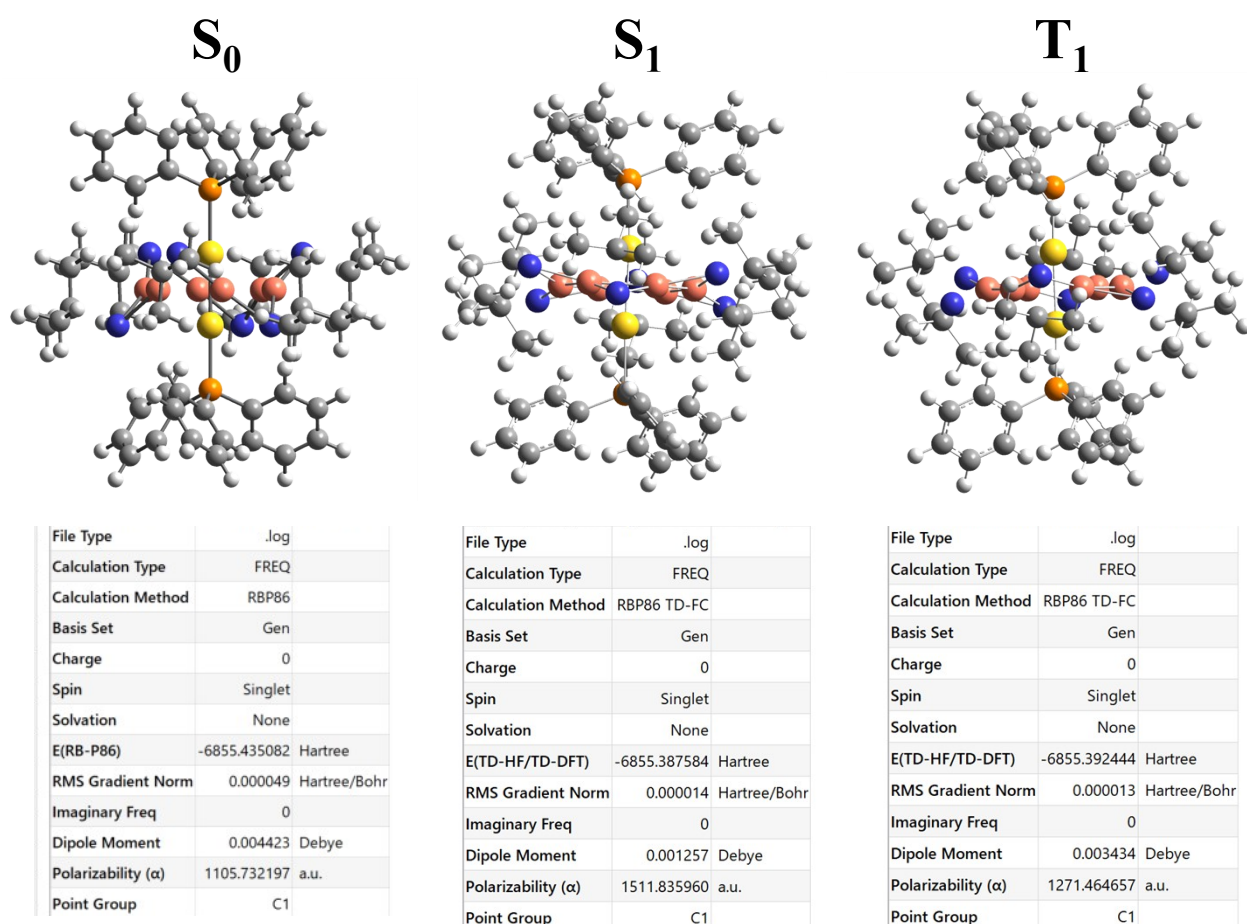 S₀ S₁ T₁
File Type .log
Calculation Type FREQ
Calculation Method RBP86
Basis Set Gen
Charge 0
Spin Singlet
Solvation None
E(RB-P86) -6855.435082 Hartree
RMS Gradient Norm 0.000049 Hartree/Bohr
Imaginary Freq 0
Dipole Moment 0.004423 Debye
Polarizability (α) 1105.732197 a.u.
Point Group C1
File Type .log
Calculation Type FREQ
Calculation Method RBP86 TD-FC
Basis Set Gen
Charge 0
Spin Singlet
Solvation None
E(TD-HF/TD-DFT) -6855.387584 Hartree
RMS Gradient Norm 0.000014 Hartree/Bohr
Imaginary Freq 0
Dipole Moment 0.001257 Debye
Polarizability (α) 1511.835960 a.u.
Point Group C1
File Type .log
Calculation Type FREQ
Calculation Method RBP86 TD-FC
Basis Set Gen
Charge 0
Spin Singlet
Solvation None
E(TD-HF/TD-DFT) -6855.392444 Hartree
RMS Gradient Norm 0.000013 Hartree/Bohr
Imaginary Freq 0
Dipole Moment 0.003434 Debye
Polarizability (α) 1271.464657 a.u.
Point Group C1